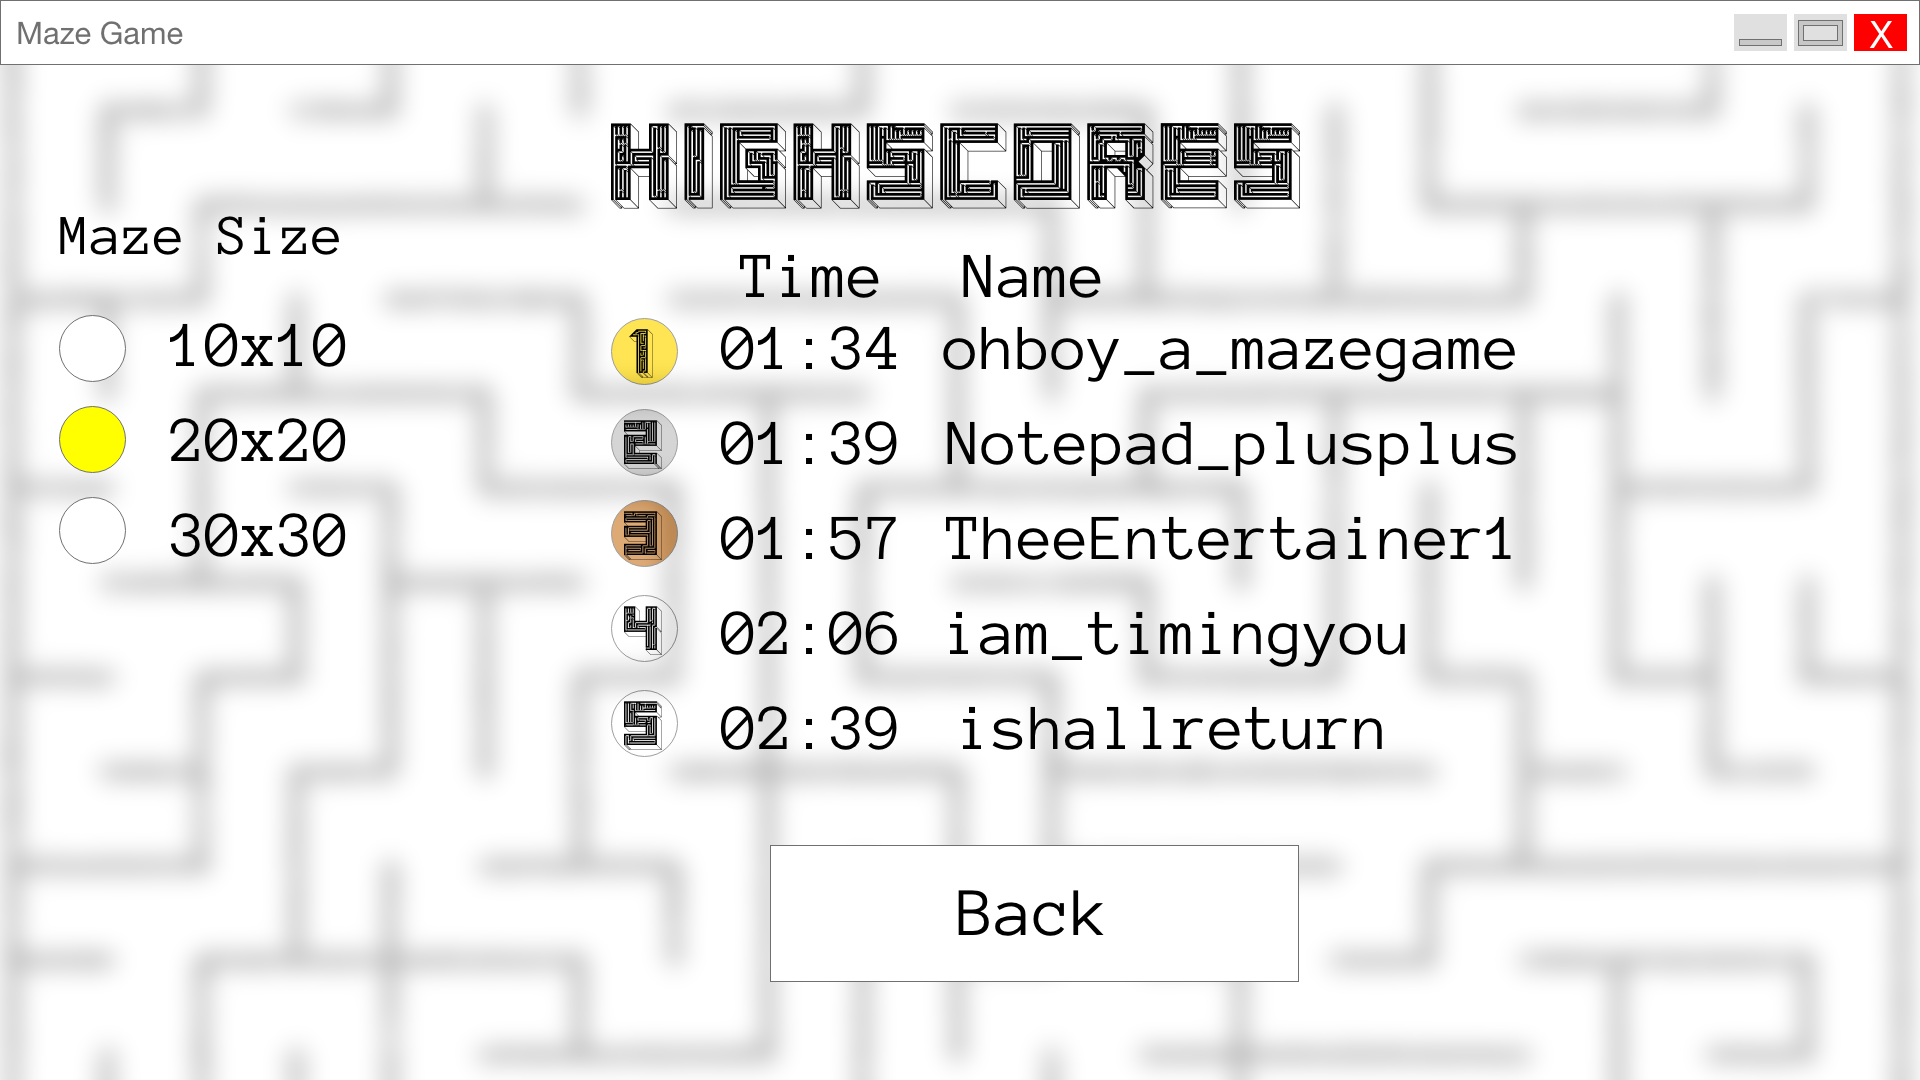 Maze Game
X
HIGHSCORES
Maze Size
10x10
20x20
30x30
Time Name
1 01:34 ohboy_a_mazegame
2 01:39 Notepad_plusplus
3 01:57 TheeEntertainer1
4 02:06 iam_timingyou
5 02:39 ishallreturn
Back